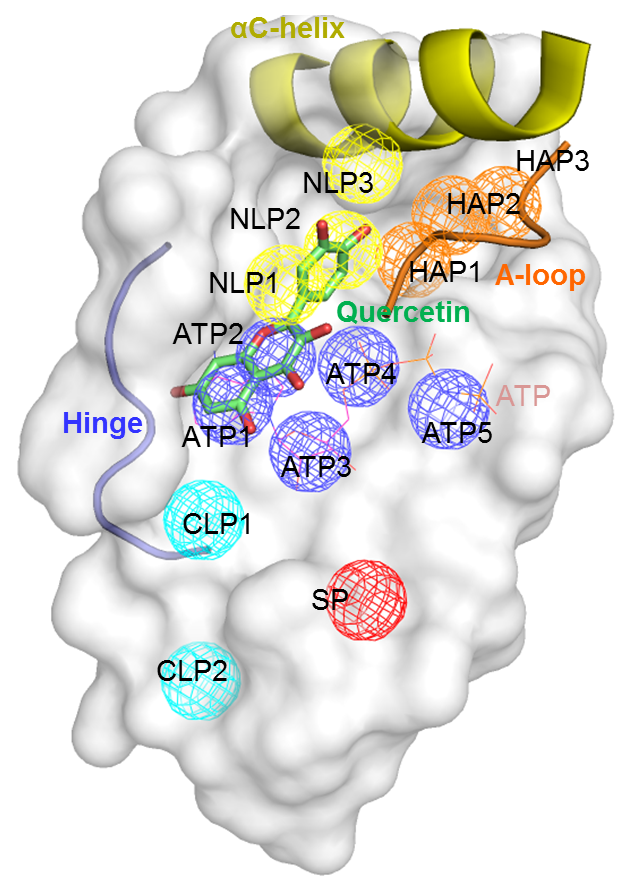 αC-helix
HAP3
NLP3
HAP2
NLP2
HAP1
A-loop
NLP1
Quercetin
ATP2
ATP4
ATP
Hinge
ATP1
ATP5
ATP3
CLP1
SP
CLP2